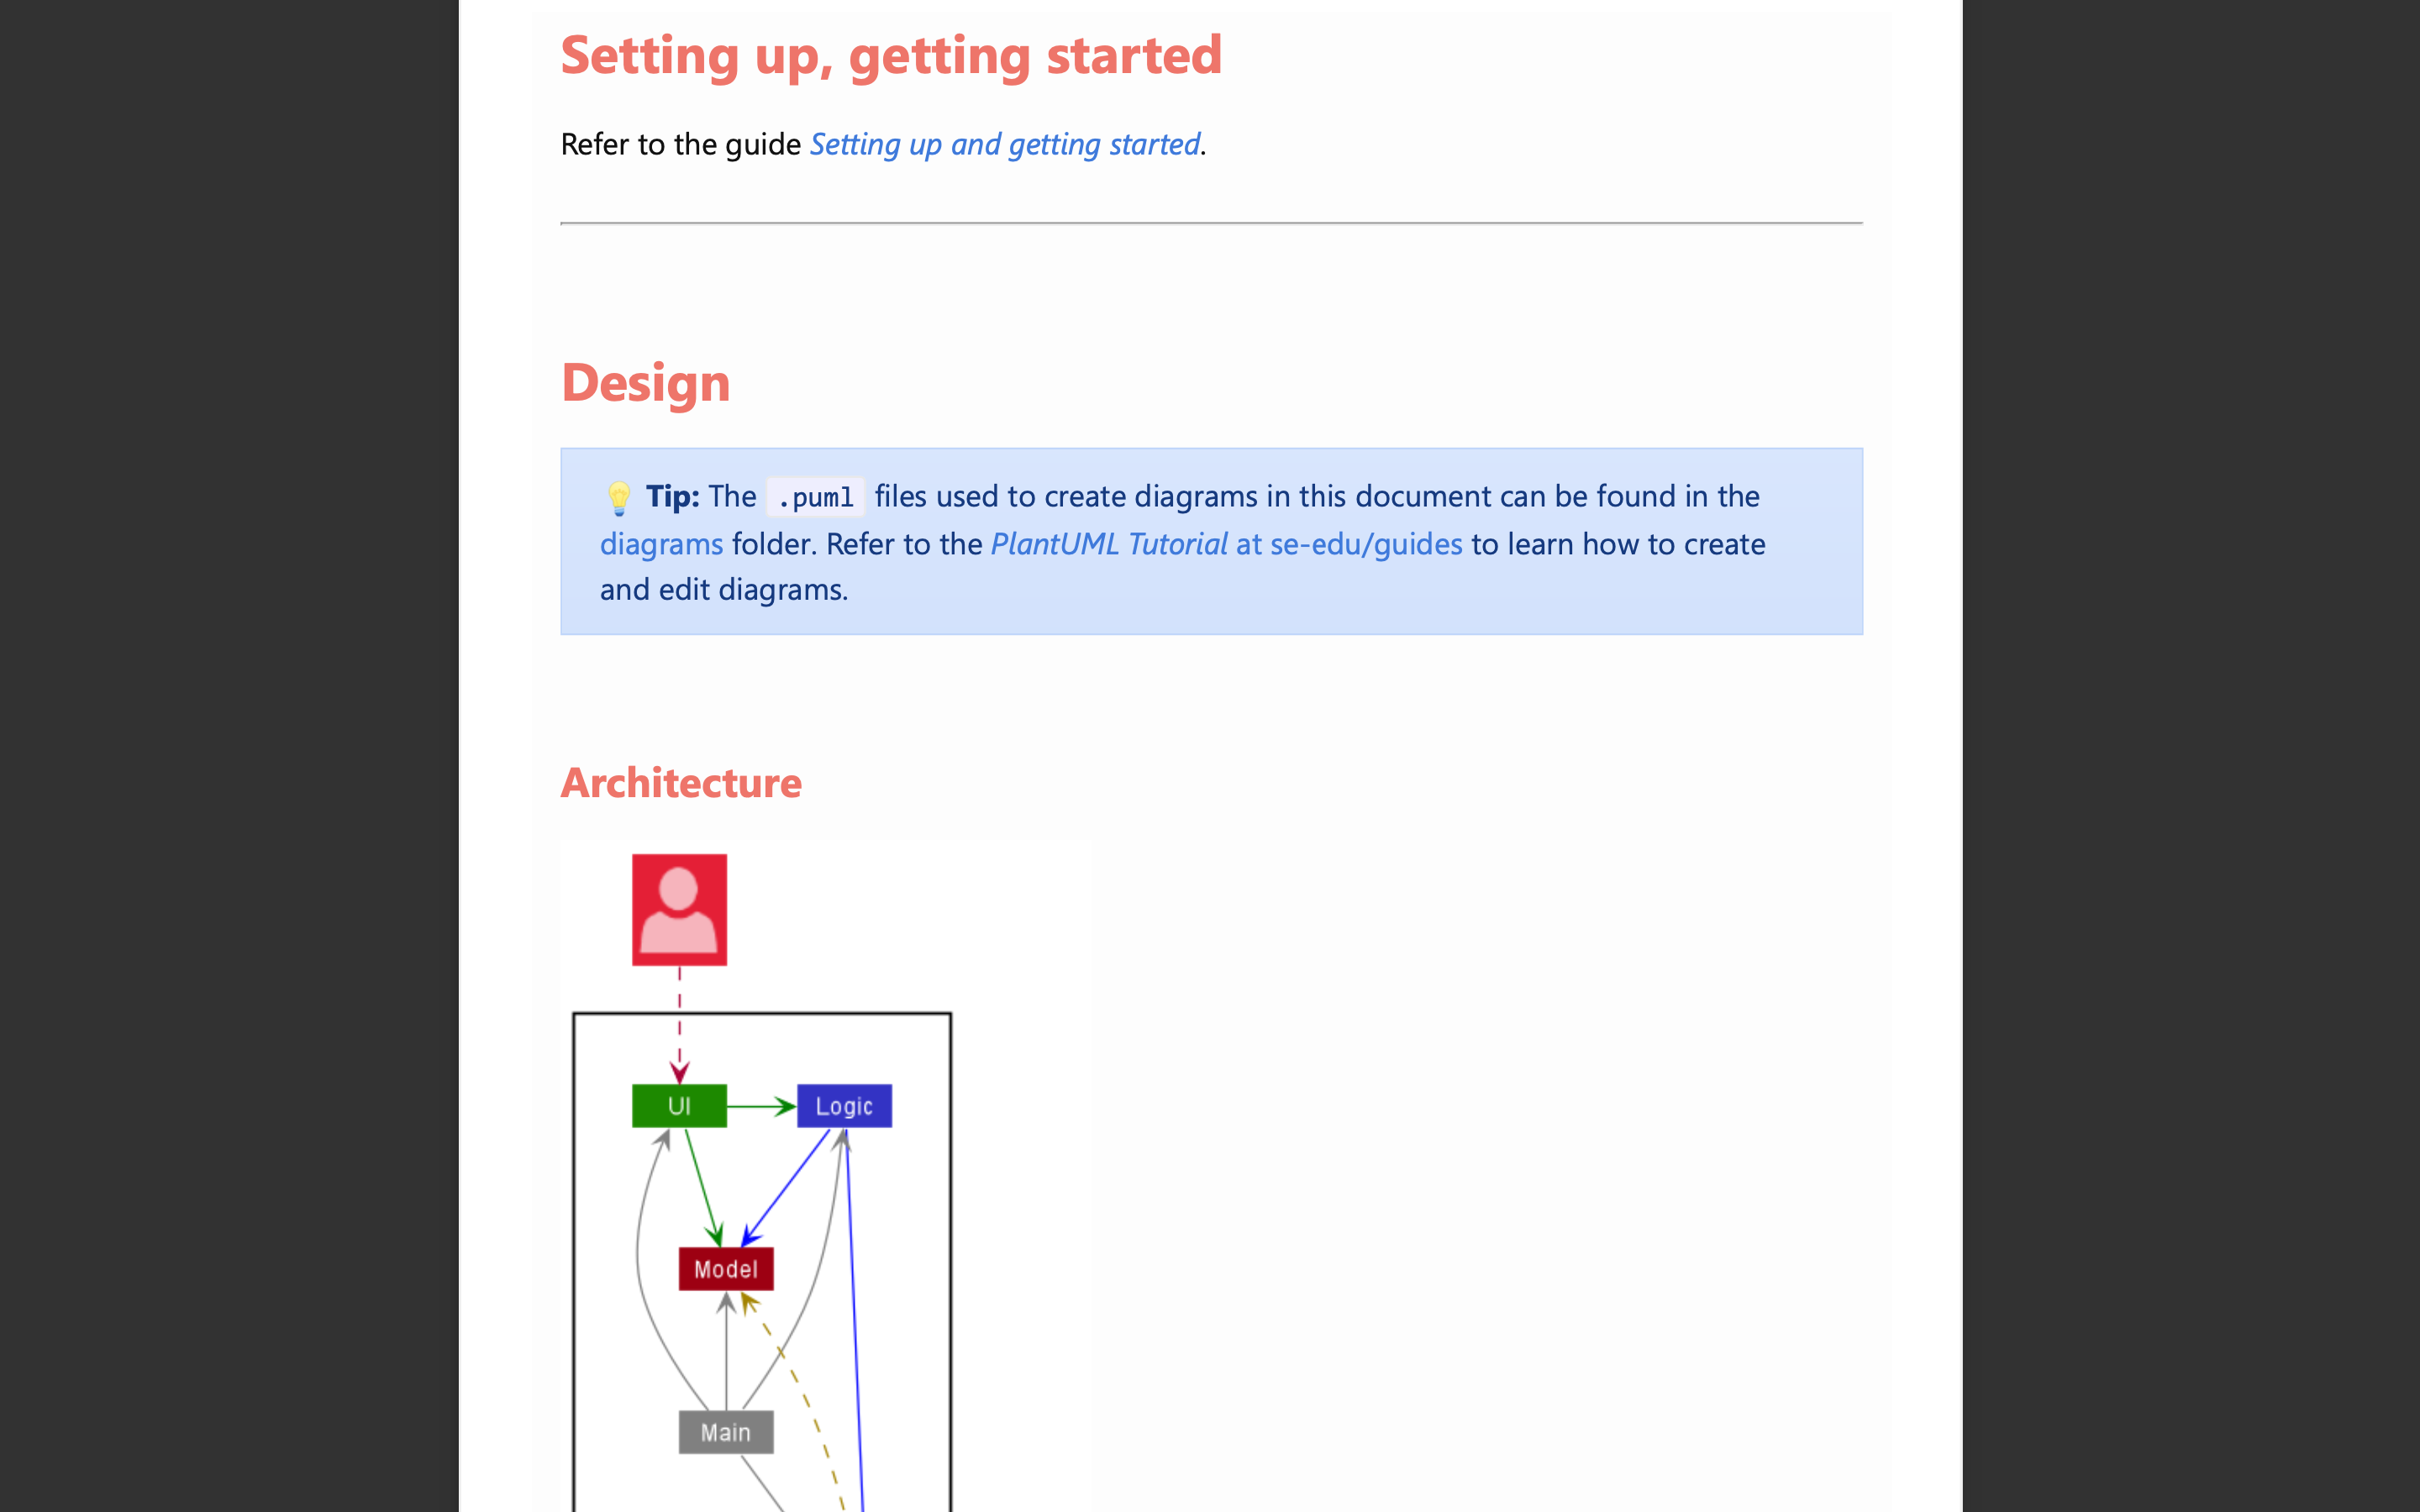 Setting up, getting started
Refer to the guide Setting up and getting started.
Design
💡 Tip: The .puml files used to create diagrams in this document can be found in the
diagrams folder. Refer to the PlantUML Tutorial at se-edu/guides to learn how to create
and edit diagrams.
Architecture
UI
Logic
Model
Main